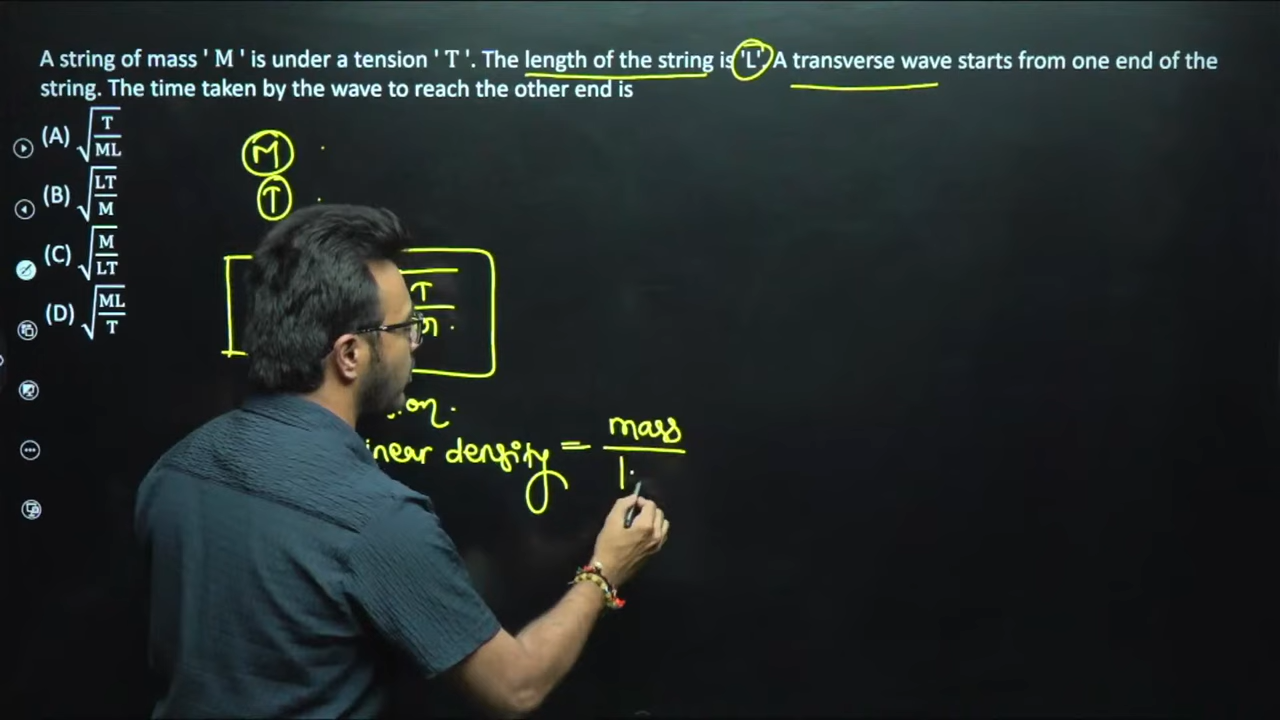 A string of mass ' M ' is under a tension ' T '. The length of the string is 'L'. A transverse wave starts from one end of the
string. The time taken by the wave to reach the other end is
(A) √(T/ML)
(B) √(LT/M)
(C) √(M/LT)
(D) √(ML/T)
M
T
T
density = mass